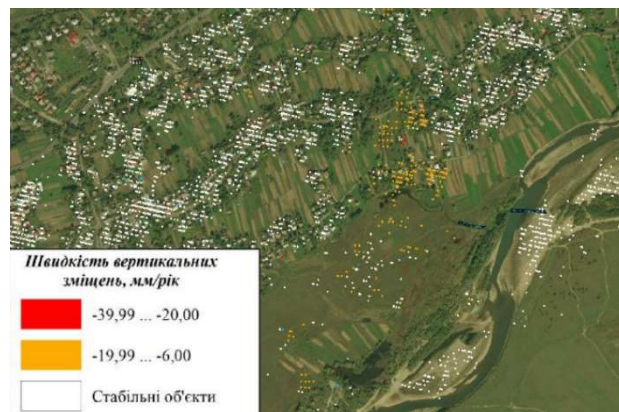 Швидкість вертикальних
зміщень, мм/рік
-39,99 ... -20,00
-19,99 ... -6,00
Стабільні об'єкти